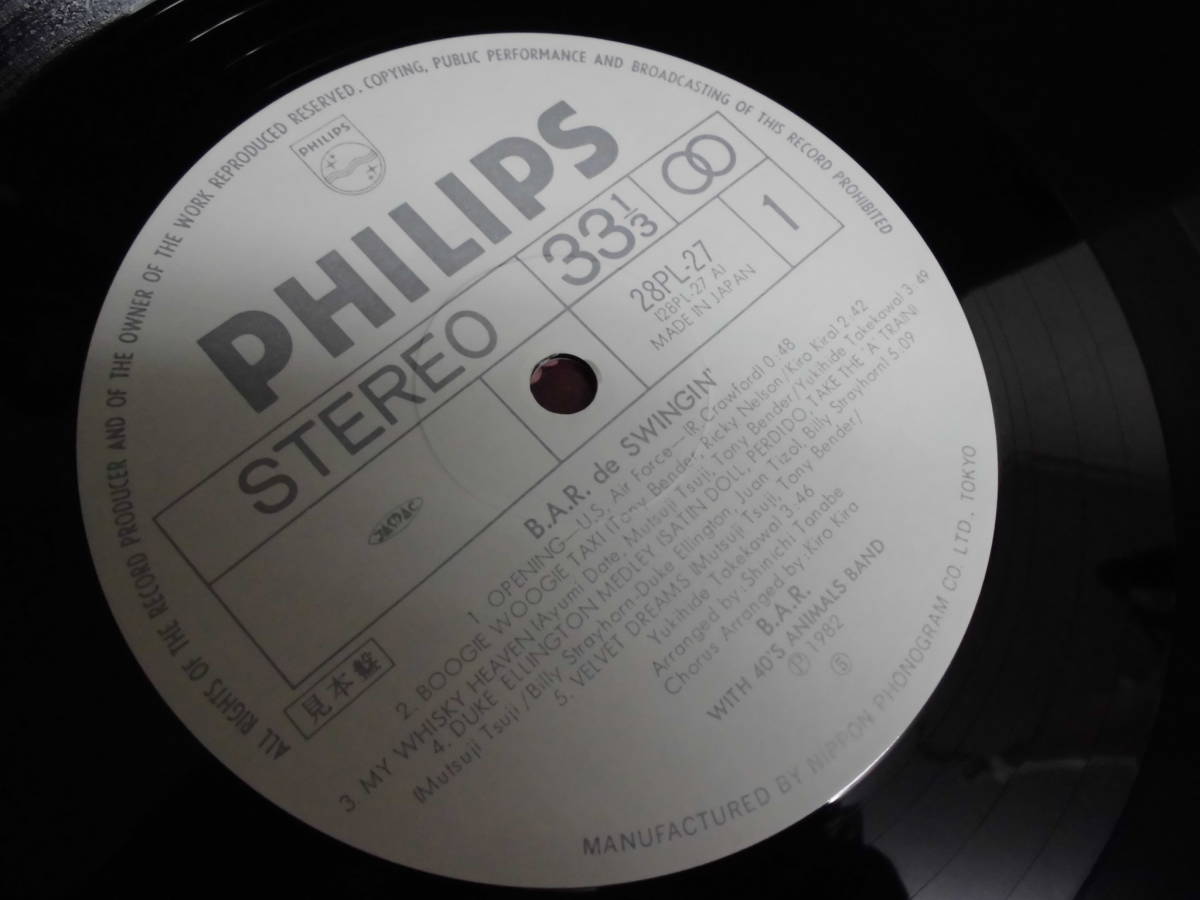 ALL RIGHTS OF THE RECORD PRODUCER AND OF THE OWNER OF THE WORK REPRODUCED RESERVED. COPYING, PUBLIC PERFORMANCE AND BROADCASTING OF THIS RECORD PROHIBITED
PHILIPS
PHILIPS
STEREO
33 1/3
28PL-27
(28PL-27 A)
MADE IN JAPAN
1
JASRAC
見本盤
B.A.R. de SWINGIN'
1. OPENING—U.S. Air Force—(R.Crawford) 0:48
2. BOOGIE WOOGIE TAXI (Tony Bender, Ricky Nelson/Kiro Kira) 2:42
3. MY WHISKY HEAVEN (Ayumi Date, Mutsuji Tsuji, Tony Bender/Yukihide Takekawa) 3:49
4. DUKE ELLINGTON MEDLEY (SATIN DOLL, PERDIDO, TAKE THE 'A' TRAIN)
(Mutsuji Tsuji/Billy Strayhorn-Duke Ellington, Juan Tizol, Billy Strayhorn) 5:09
5. VELVET DREAMS (Mutsuji Tsuji, Tony Bender/
Yukihide Takekawa) 3:46
Arranged by: Shinichi Tanabe
Chorus Arranged by: Kiro Kira
B.A.R.
WITH 40'S ANIMALS BAND
Ⓟ 1982 Ⓢ
MANUFACTURED BY NIPPON PHONOGRAM CO. LTD., TOKYO